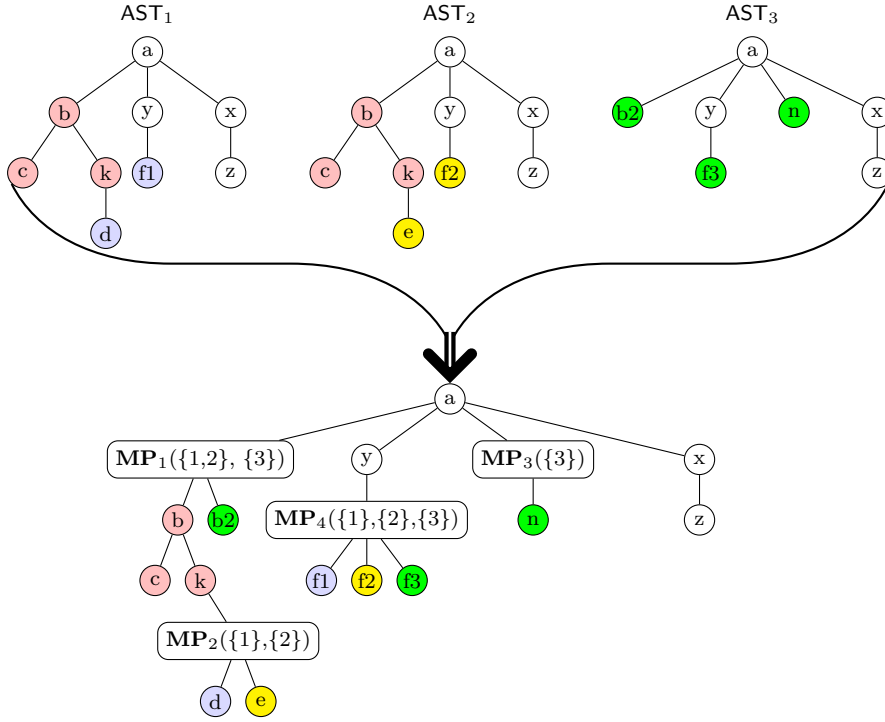 AST₁ AST₂ AST₃
a a a
b y x b y x b2 y n x
c k f1 z c k f2 z f3 z
d e
a
MP₁({1,2}, {3}) y MP₃({3}) x
b b2 MP₄({1},{2},{3}) n z
c k f1 f2 f3
MP₂({1},{2})
d e